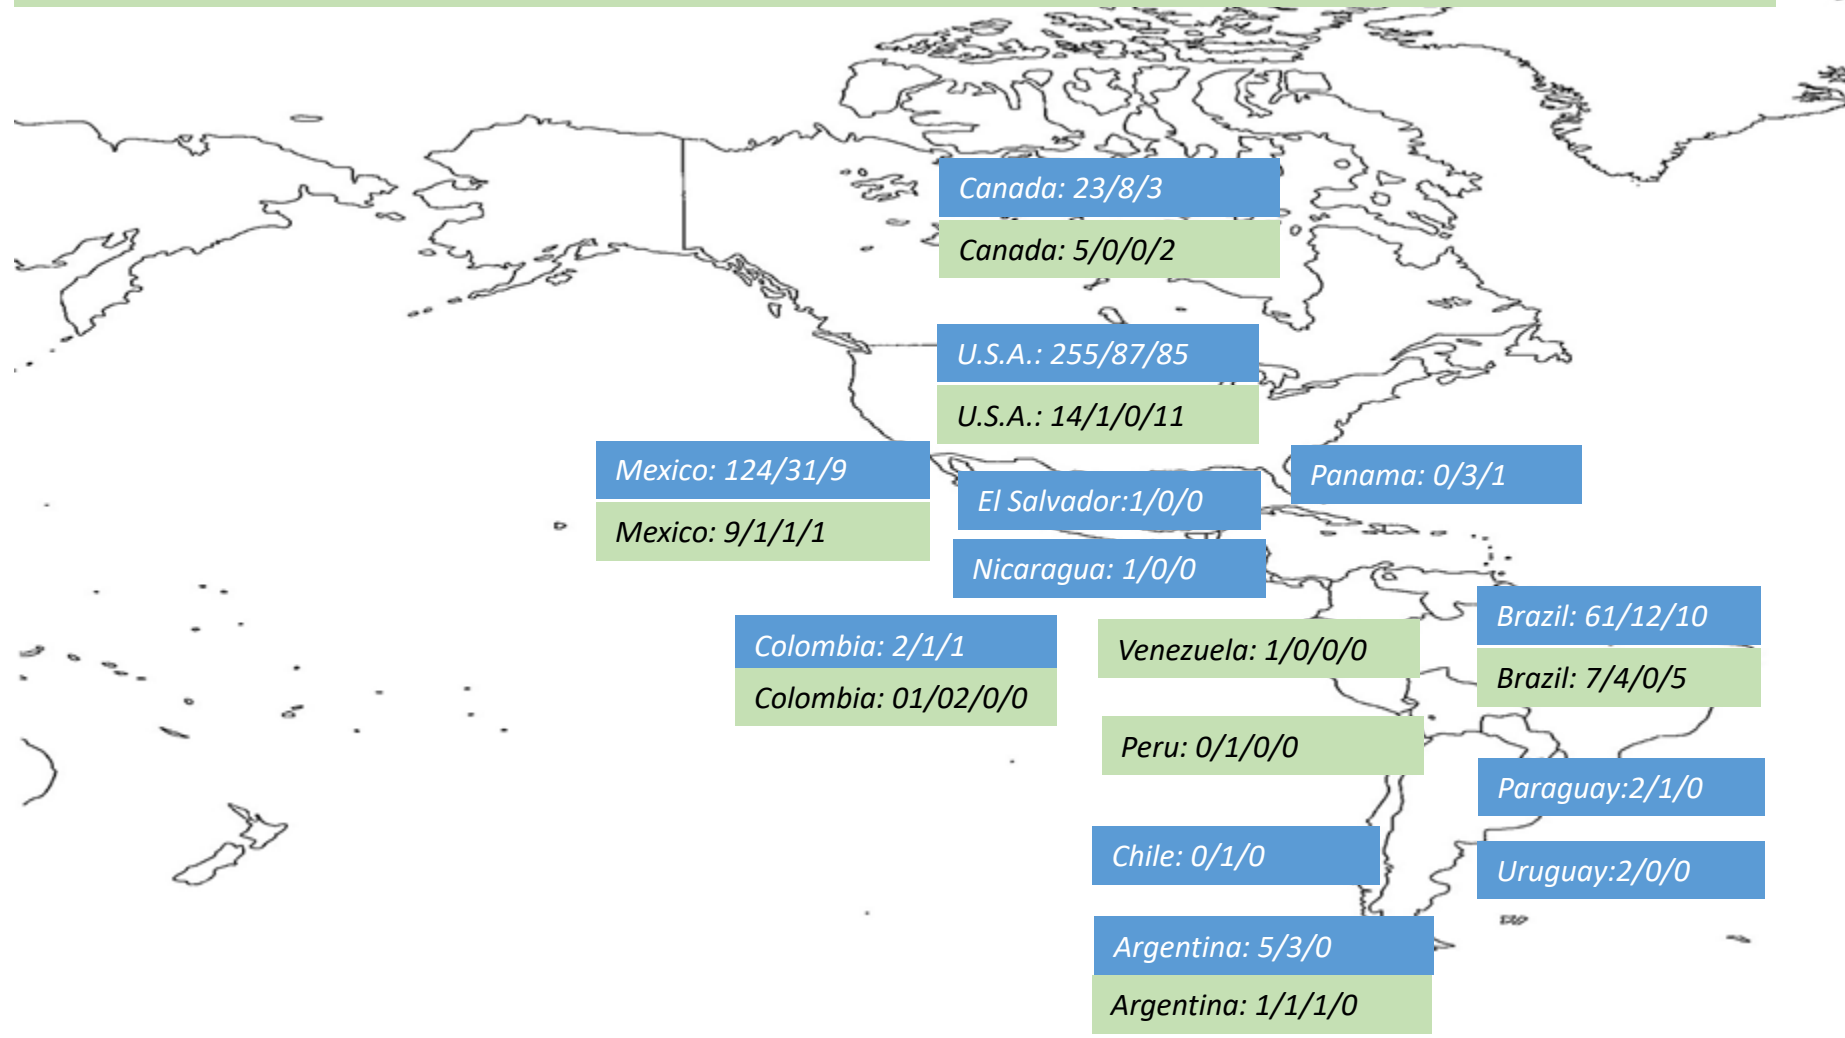 Canada: 23/8/3
Canada: 5/0/0/2
U.S.A.: 255/87/85
U.S.A.: 14/1/0/11
Mexico: 124/31/9
Mexico: 9/1/1/1
El Salvador:1/0/0
Panama: 0/3/1
Nicaragua: 1/0/0
Colombia: 2/1/1
Colombia: 01/02/0/0
Venezuela: 1/0/0/0
Brazil: 61/12/10
Brazil: 7/4/0/5
Peru: 0/1/0/0
Paraguay:2/1/0
Chile: 0/1/0
Uruguay:2/0/0
Argentina: 5/3/0
Argentina: 1/1/1/0